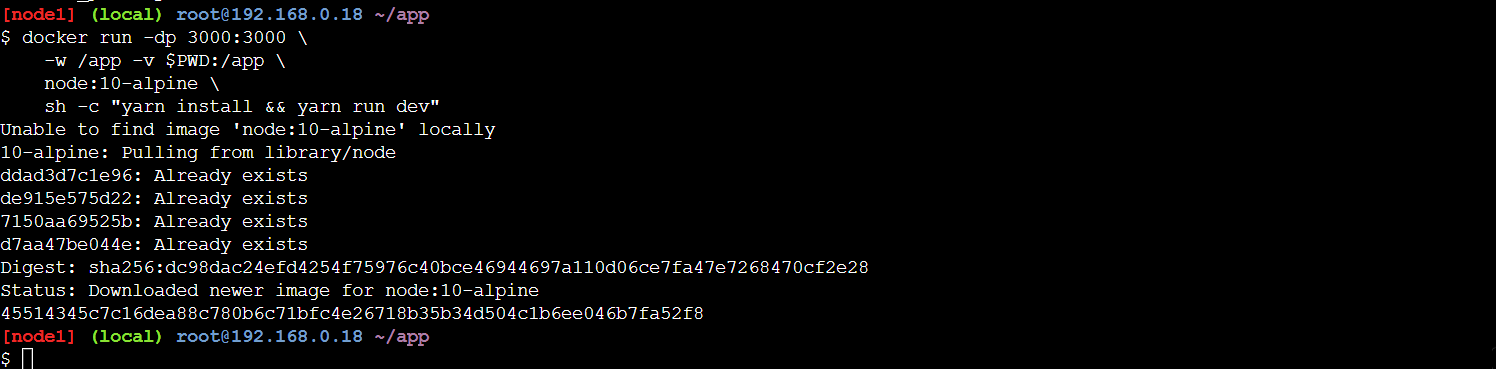 [node1] (local) root@192.168.0.18 ~/app
$ docker run -dp 3000:3000 \
    -w /app -v $PWD:/app \
    node:10-alpine \
    sh -c "yarn install && yarn run dev"
Unable to find image 'node:10-alpine' locally
10-alpine: Pulling from library/node
ddad3d7c1e96: Already exists
de915e575d22: Already exists
7150aa69525b: Already exists
d7aa47be044e: Already exists
Digest: sha256:dc98dac24efd4254f75976c40bce46944697a110d06ce7fa47e7268470cf2e28
Status: Downloaded newer image for node:10-alpine
45514345c7c16dea88c780b6c71bfc4e26718b35b34d504c1b6ee046b7fa52f8
[node1] (local) root@192.168.0.18 ~/app
$